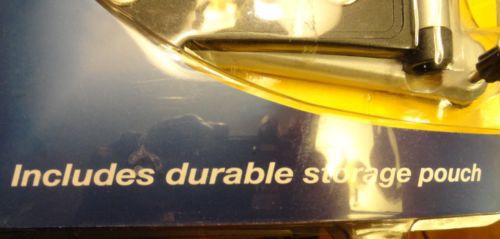 Includes durable storage pouch